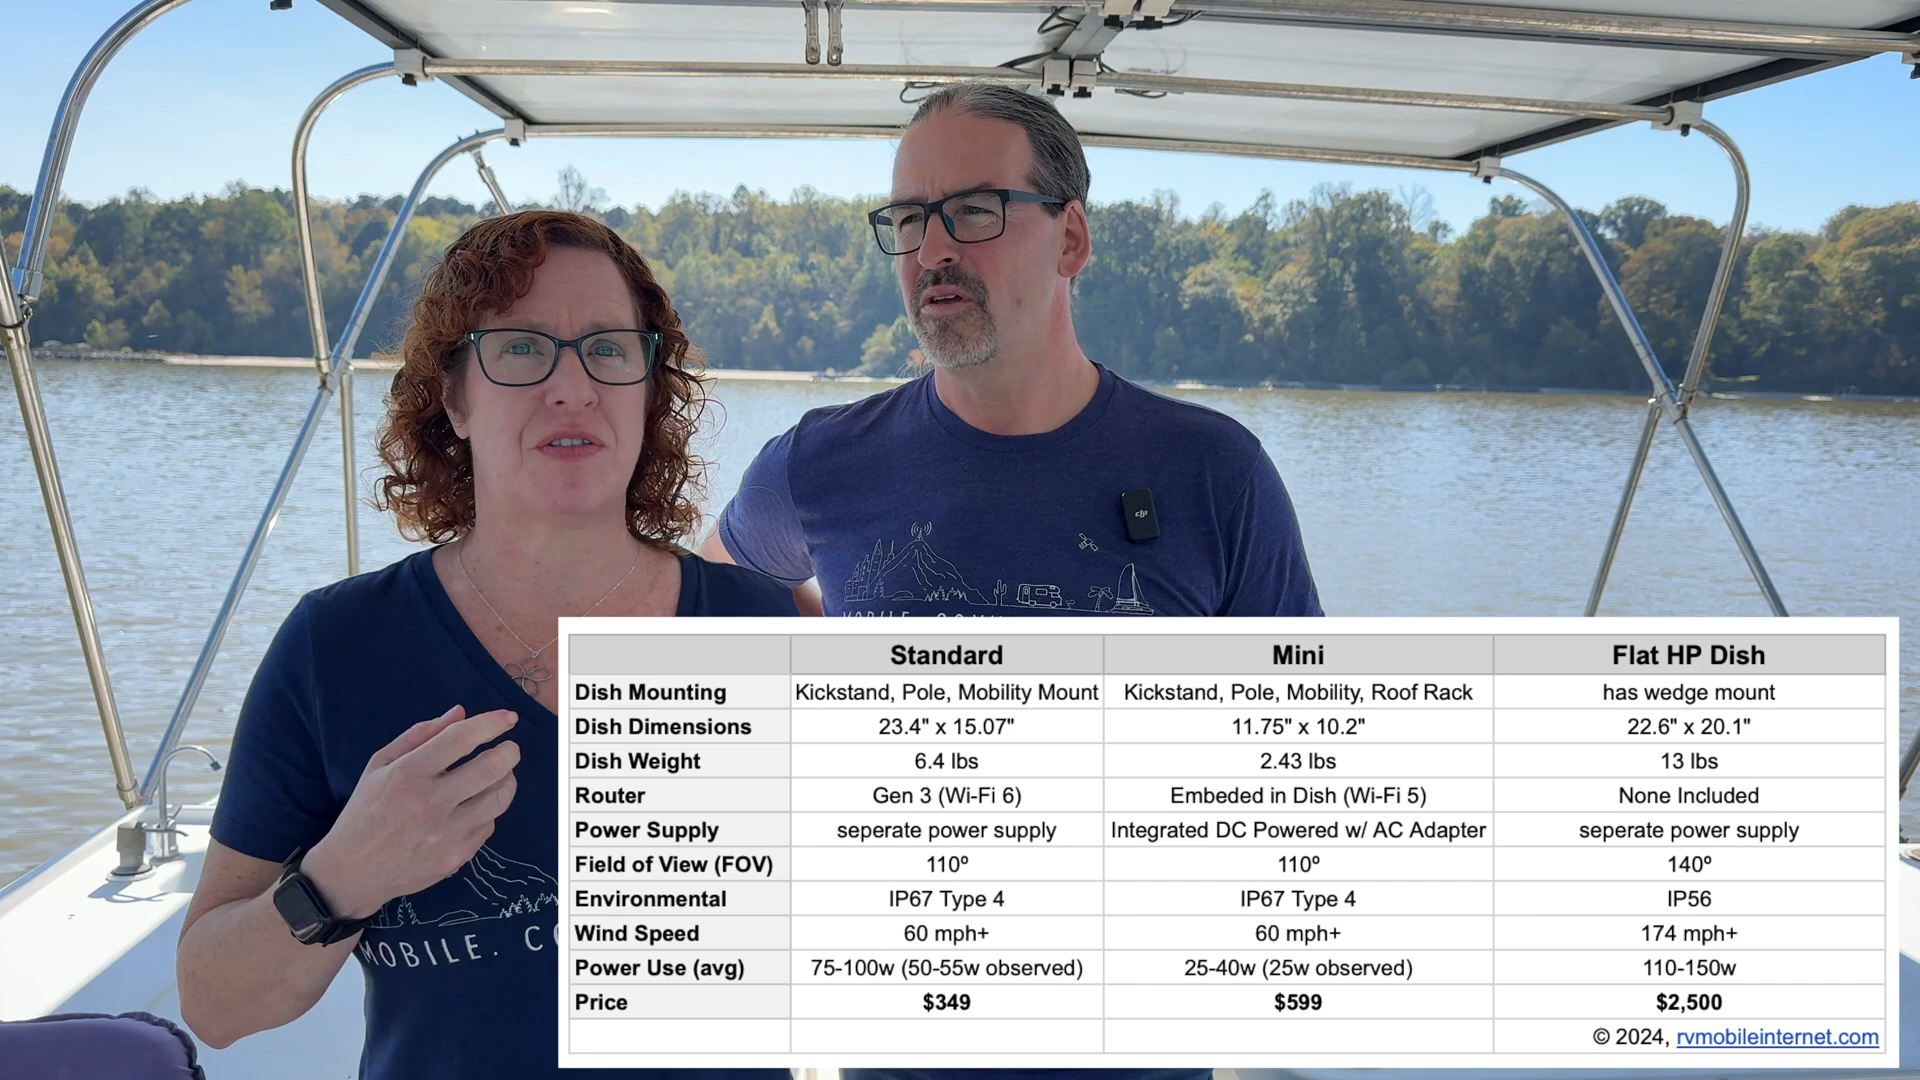 dji
MOBILE. CO
Standard Mini Flat HP Dish
Dish Mounting Kickstand, Pole, Mobility Mount Kickstand, Pole, Mobility, Roof Rack has wedge mount
Dish Dimensions 23.4" x 15.07" 11.75" x 10.2" 22.6" x 20.1"
Dish Weight 6.4 lbs 2.43 lbs 13 lbs
Router Gen 3 (Wi-Fi 6) Embeded in Dish (Wi-Fi 5) None Included
Power Supply seperate power supply Integrated DC Powered w/ AC Adapter seperate power supply
Field of View (FOV) 110º 110º 140º
Environmental IP67 Type 4 IP67 Type 4 IP56
Wind Speed 60 mph+ 60 mph+ 174 mph+
Power Use (avg) 75-100w (50-55w observed) 25-40w (25w observed) 110-150w
Price $349 $599 $2,500
© 2024, rvmobileinternet.com